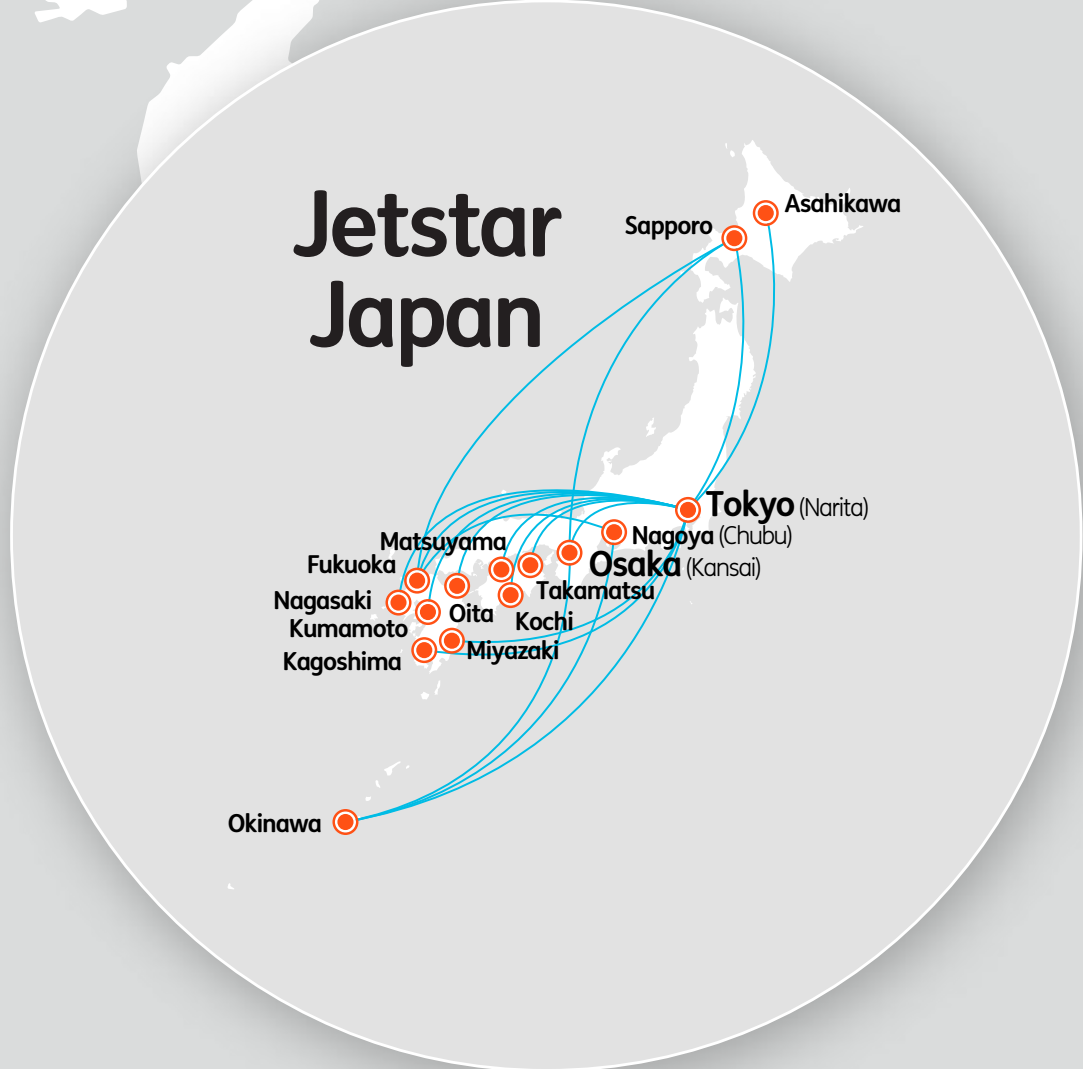 Jetstar
Japan
Asahikawa
Sapporo
Tokyo (Narita)
Nagoya (Chubu)
Matsuyama
Osaka (Kansai)
Fukuoka
Takamatsu
Nagasaki
Oita
Kochi
Kumamoto
Miyazaki
Kagoshima
Okinawa